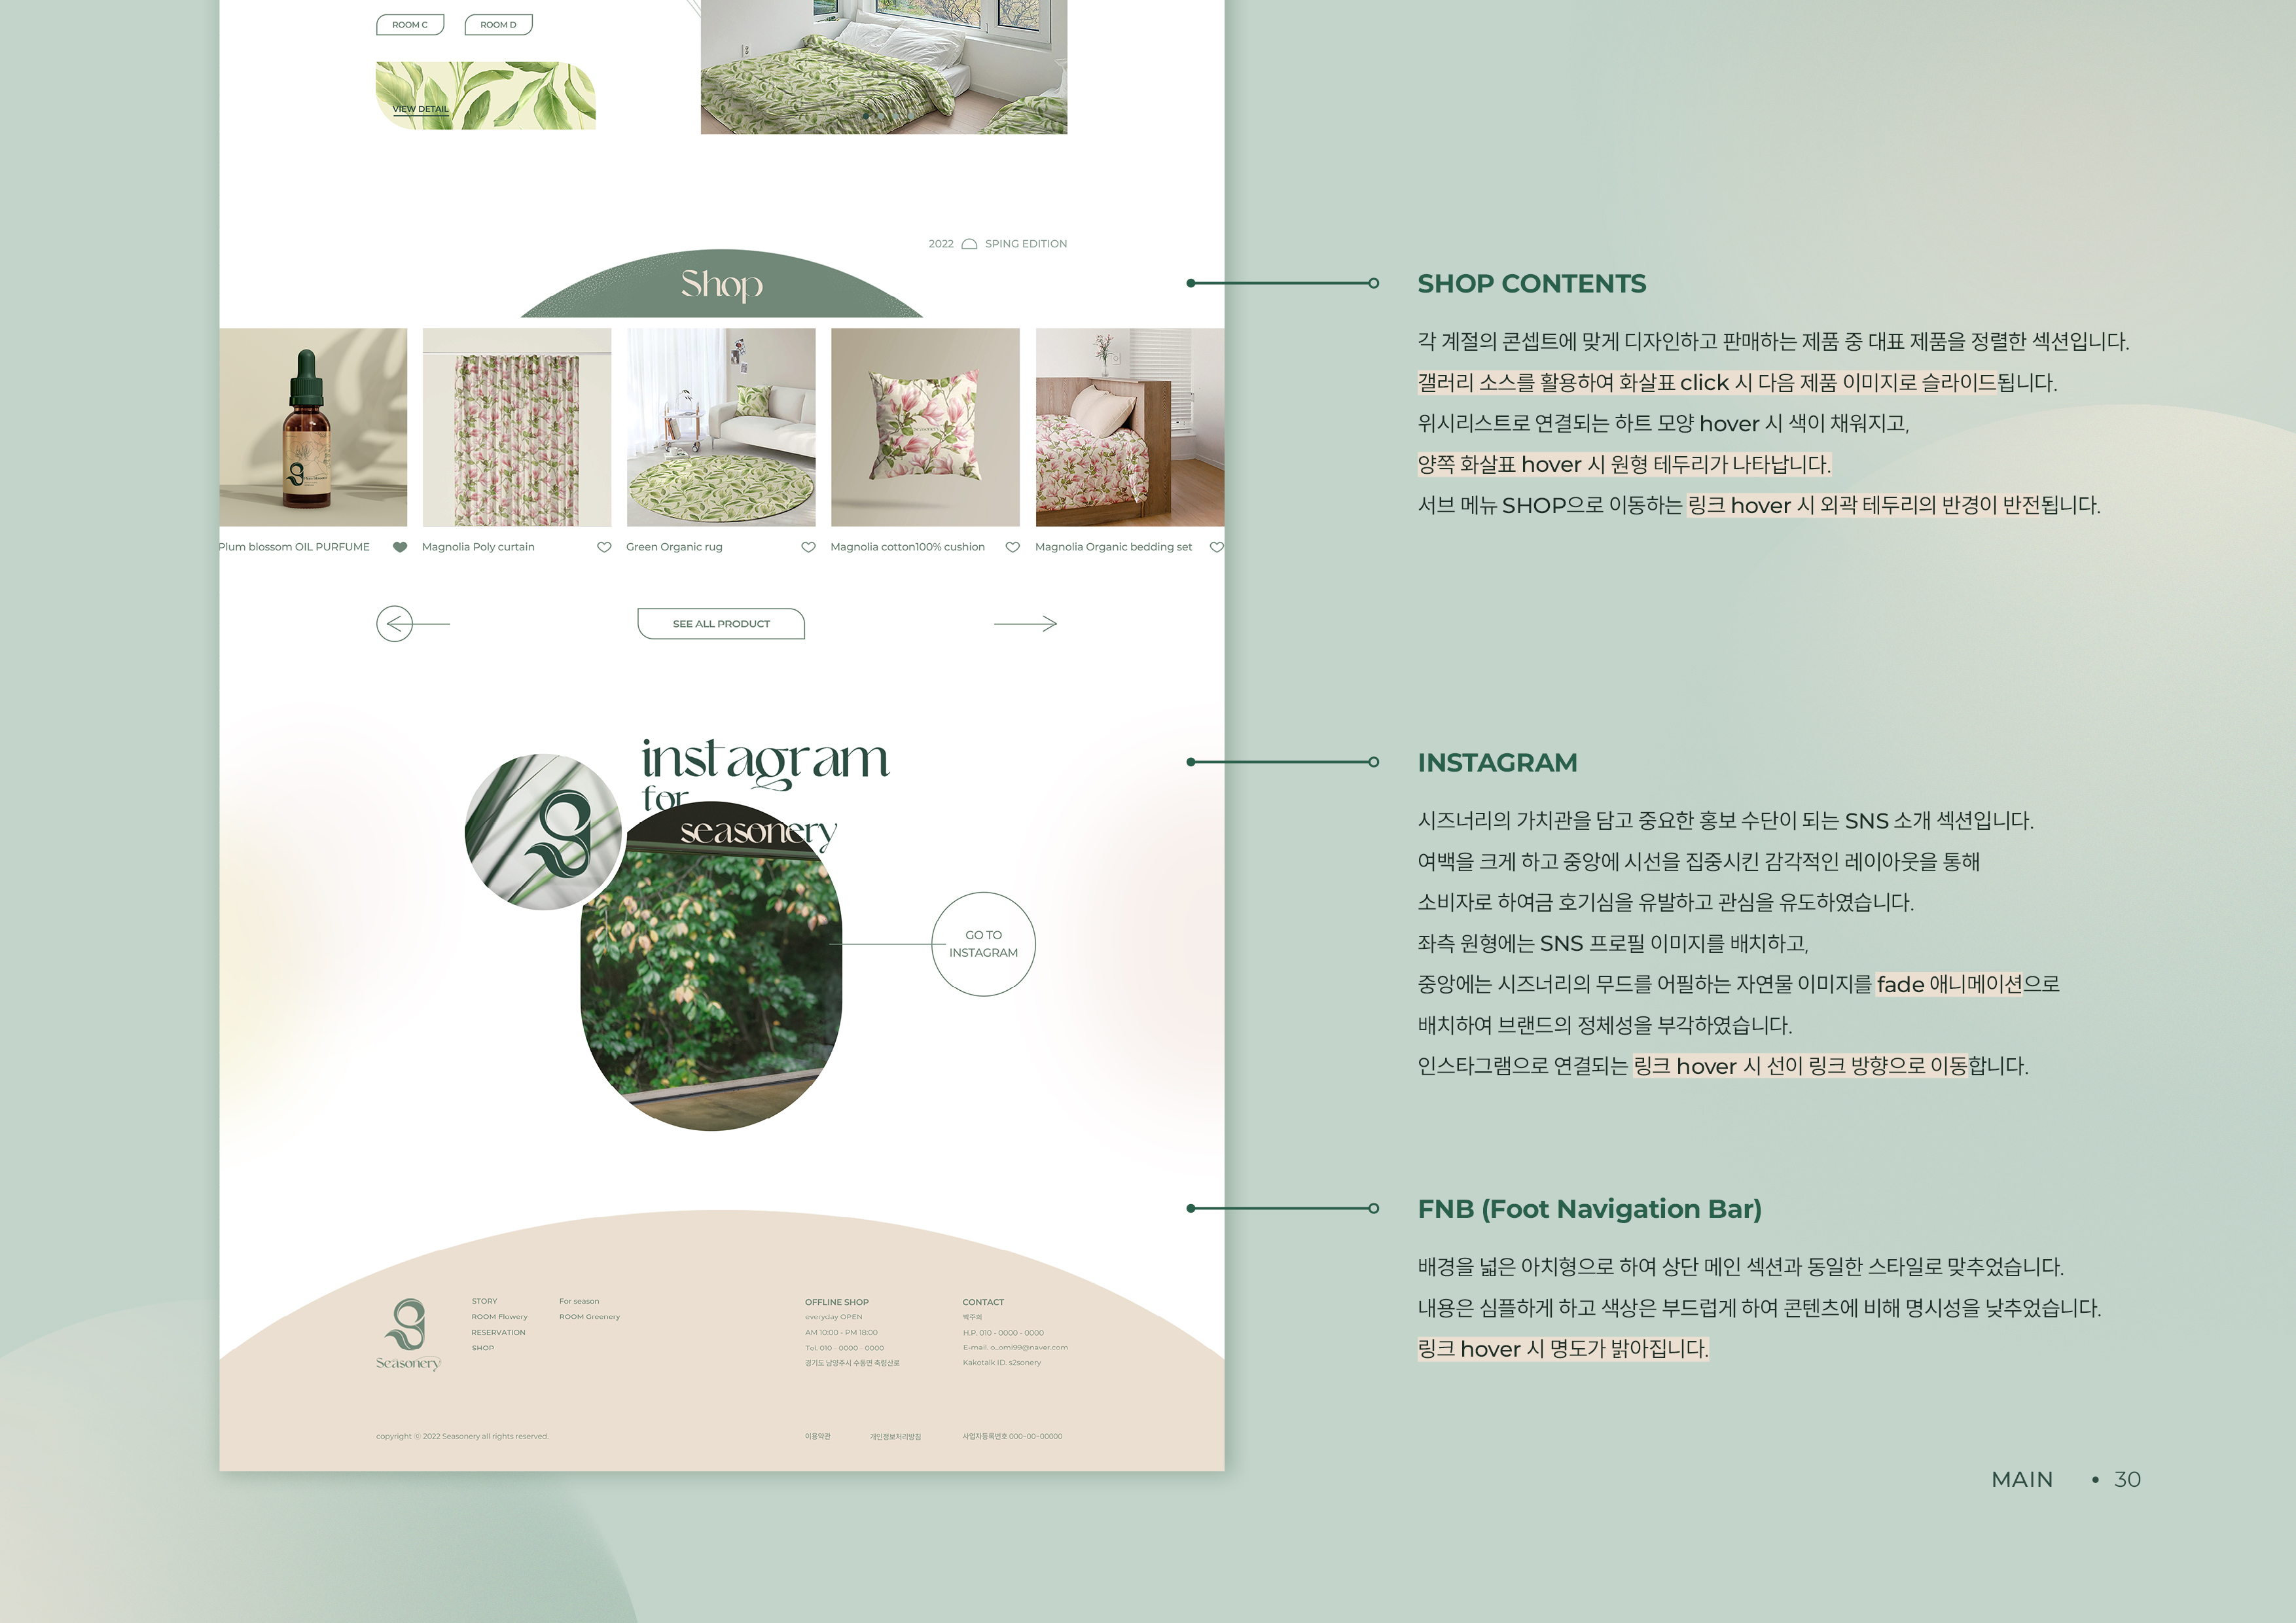 ROOM C
ROOM D
VIEW DETAIL
2022 SPING EDITION
Shop
Plum blossom OIL PURFUME
Magnolia Poly curtain
Green Organic rug
Magnolia cotton100% cushion
Magnolia Organic bedding set
SEE ALL PRODUCT
instagram
for
seasonery
GO TO
INSTAGRAM
Seasonery
STORY
ROOM Flowery
RESERVATION
SHOP
For season
ROOM Greenery
OFFLINE SHOP
everyday OPEN
AM 10:00 - PM 18:00
Tel. 010 - 0000 - 0000
경기도 남양주시 수동면 축령산로
CONTACT
박주희
H.P. 010 - 0000 - 0000
E-mail. o_omi99@naver.com
Kakotalk ID. s2sonery
copyright ⓒ 2022 Seasonery all rights reserved.
이용약관
개인정보처리방침
사업자등록번호 000-00-00000
SHOP CONTENTS
각 계절의 콘셉트에 맞게 디자인하고 판매하는 제품 중 대표 제품을 정렬한 섹션입니다.
갤러리 소스를 활용하여 화살표 click 시 다음 제품 이미지로 슬라이드됩니다.
위시리스트로 연결되는 하트 모양 hover 시 색이 채워지고,
양쪽 화살표 hover 시 원형 테두리가 나타납니다.
서브 메뉴 SHOP으로 이동하는 링크 hover 시 외곽 테두리의 반경이 반전됩니다.
INSTAGRAM
시즈너리의 가치관을 담고 중요한 홍보 수단이 되는 SNS 소개 섹션입니다.
여백을 크게 하고 중앙에 시선을 집중시킨 감각적인 레이아웃을 통해
소비자로 하여금 호기심을 유발하고 관심을 유도하였습니다.
좌측 원형에는 SNS 프로필 이미지를 배치하고,
중앙에는 시즈너리의 무드를 어필하는 자연물 이미지를 fade 애니메이션으로
배치하여 브랜드의 정체성을 부각하였습니다.
인스타그램으로 연결되는 링크 hover 시 선이 링크 방향으로 이동합니다.
FNB (Foot Navigation Bar)
배경을 넓은 아치형으로 하여 상단 메인 섹션과 동일한 스타일로 맞추었습니다.
내용은 심플하게 하고 색상은 부드럽게 하여 콘텐츠에 비해 명시성을 낮추었습니다.
링크 hover 시 명도가 밝아집니다.
MAIN • 30